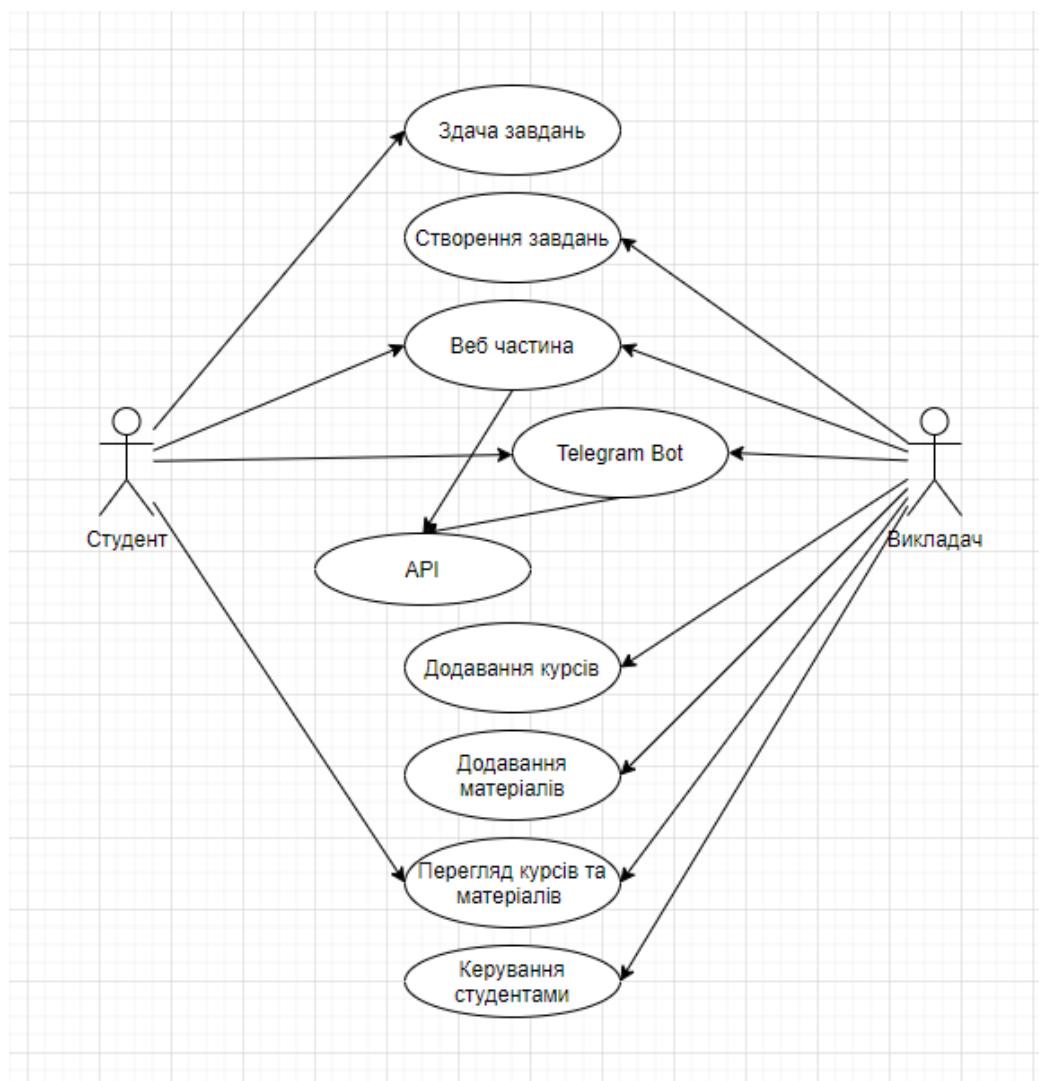 Здача завдань
Створення завдань
Веб частина
Telegram Bot
Студент
Викладач
API
Додавання курсів
Додавання
матеріалів
Перегляд курсів та
матеріалів
Керування
студентами